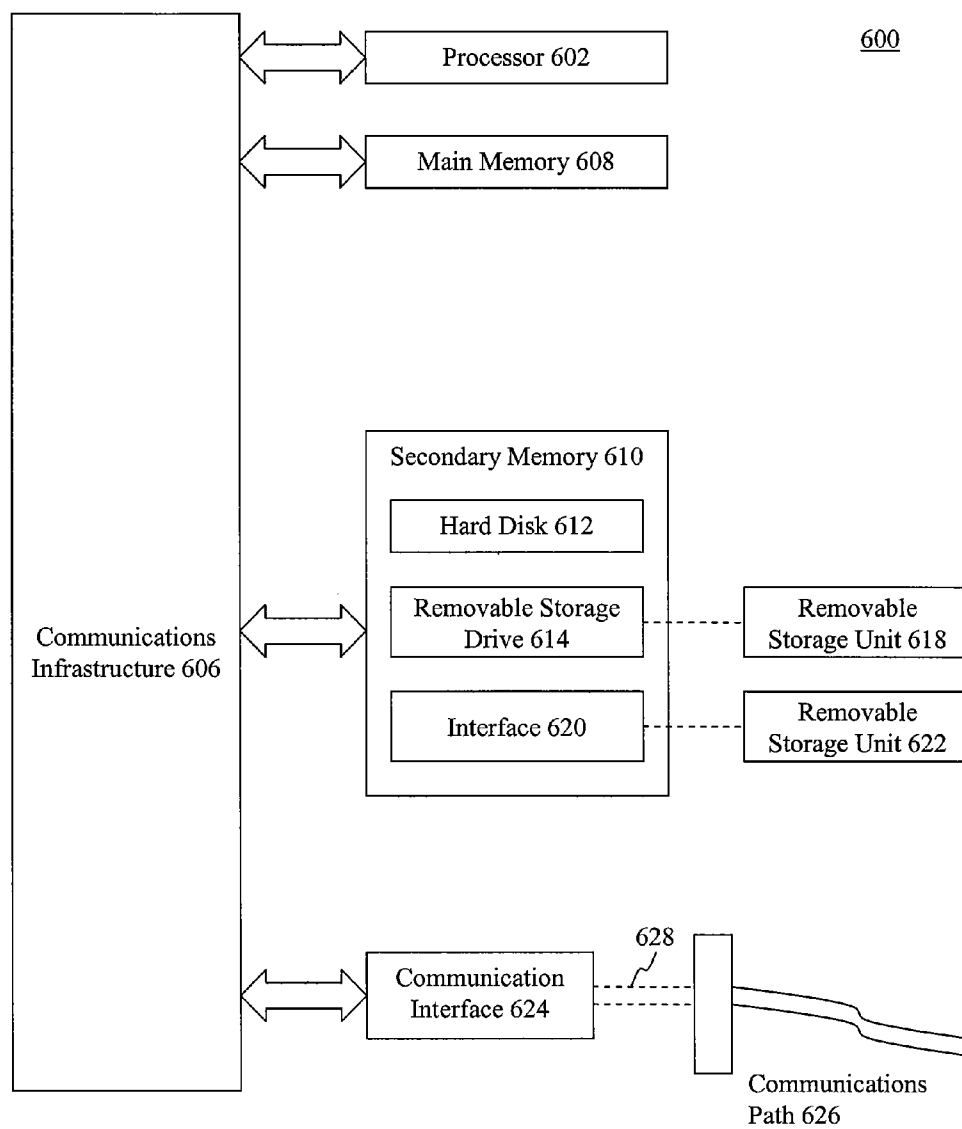 600
Processor 602
Main Memory 608
Secondary Memory 610
Hard Disk 612
Removable Storage
Drive 614
Removable
Storage Unit 618
Communications
Infrastructure 606
Interface 620
Removable
Storage Unit 622
628
Communication
Interface 624
Communications
Path 626